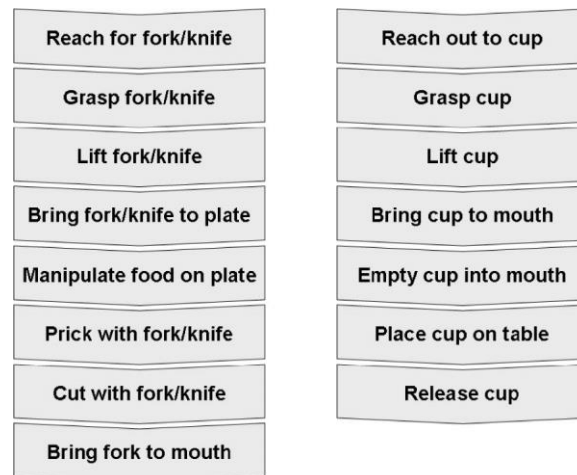 Reach for fork/knife
Grasp fork/knife
Lift fork/knife
Bring fork/knife to plate
Manipulate food on plate
Prick with fork/knife
Cut with fork/knife
Bring fork to mouth
Reach out to cup
Grasp cup
Lift cup
Bring cup to mouth
Empty cup into mouth
Place cup on table
Release cup